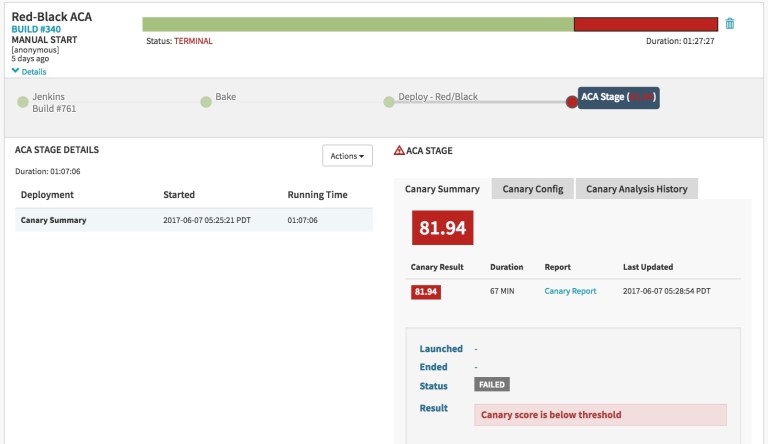 Red-Black ACA
BUILD #340
MANUAL START
[anonymous]
5 days ago
Details
Status: TERMINAL
Duration: 01:27:27
Jenkins
Build #761
Bake
Deploy - Red/Black
ACA Stage ( )
ACA STAGE DETAILS
Actions
Duration: 01:07:06
Deployment Started Running Time
Canary Summary 2017-06-07 05:25:21 PDT 01:07:06
ACA STAGE
Canary Summary Canary Config Canary Analysis History
81.94
Canary Result Duration Report Last Updated
81.94 67 MIN Canary Report 2017-06-07 05:28:54 PDT
Launched -
Ended -
Status FAILED
Result Canary score is below threshold